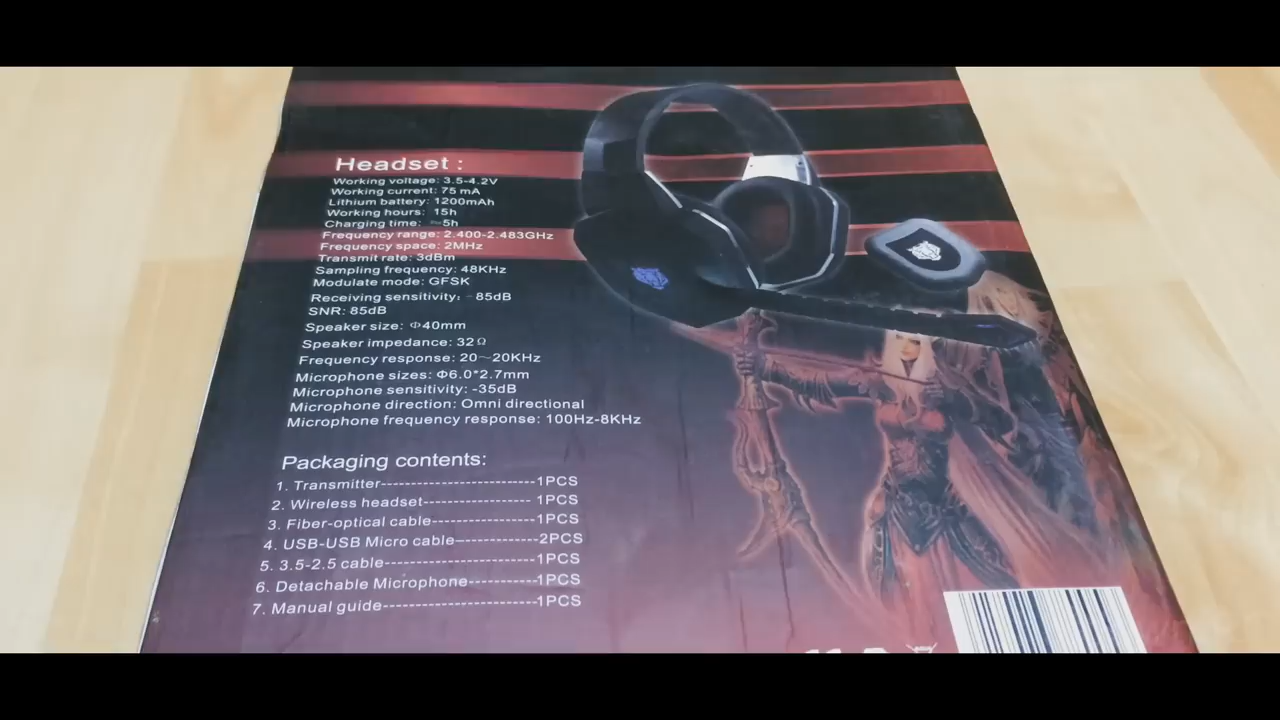 Headset :
Working voltage: 3.5-4.2V
Working current: 75 mA
Lithium battery: 1200mAh
Working hours: 15h
Charging time: ~5h
Frequency range: 2.400-2.483GHz
Frequency space: 2MHz
Transmit rate: 3dBm
Sampling frequency: 48KHz
Modulate mode: GFSK
Receiving sensitivity: -85dB
SNR: 85dB
Speaker size: Φ40mm
Speaker impedance: 32Ω
Frequency response: 20~20KHz
Microphone sizes: Φ6.0*2.7mm
Microphone sensitivity: -35dB
Microphone direction: Omni directional
Microphone frequency response: 100Hz-8KHz
Packaging contents:
1. Transmitter--------------------------1PCS
2. Wireless headset------------------ 1PCS
3. Fiber-optical cable-----------------1PCS
4. USB-USB Micro cable--------------2PCS
5. 3.5-2.5 cable-------------------------1PCS
6. Detachable Microphone-----------1PCS
7. Manual guide-------------------------1PCS